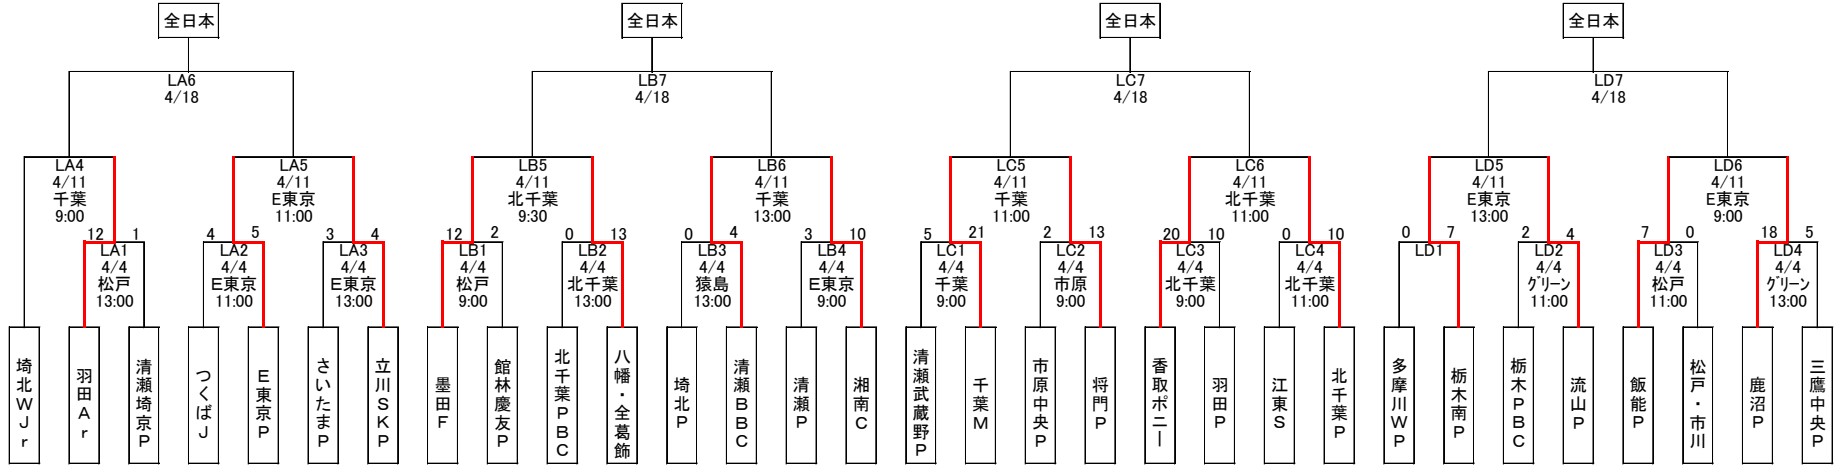 全日本 全日本 全日本 全日本
LA6 LB7 LC7 LD7
4/18 4/18 4/18 4/18
LA4 LA5 LB5 LB6 LC5 LC6 LD5 LD6
4/11 4/11 4/11 4/11 4/11 4/11 4/11 4/11
千葉 E東京 北千葉 千葉 千葉 北千葉 E東京 E東京
9:00 11:00 9:30 13:00 11:00 11:00 13:00 9:00
12 1 4 5 3 4 12 2 0 13 0 4 3 10 5 21 2 13 20 10 0 10 0 7 2 4 7 0 18 5
LA1 LA2 LA3 LB1 LB2 LB3 LB4 LC1 LC2 LC3 LC4 LD1 LD2 LD3 LD4
4/4 4/4 4/4 4/4 4/4 4/4 4/4 4/4 4/4 4/4 4/4 4/4 4/4 4/4
松戸 E東京 E東京 松戸 北千葉 猿島 E東京 千葉 市原 北千葉 北千葉 グリーン 松戸 グリーン
13:00 11:00 13:00 9:00 13:00 13:00 9:00 9:00 9:00 9:00 11:00 11:00 11:00 13:00
埼北WJr
羽田Ar
清瀬埼京P
つくばJ
E東京P
さいたまP
立川SKP
墨田F
館林慶友P
北千葉PBC
八幡・全葛飾
埼北P
清瀬BBC
清瀬P
湘南C
清瀬武蔵野P
千葉M
市原中央P
将門P
香取ポニー
羽田P
江東S
北千葉P
多摩川WP
栃木南P
栃木PBC
流山P
飯能P
松戸・市川
鹿沼P
三鷹中央P